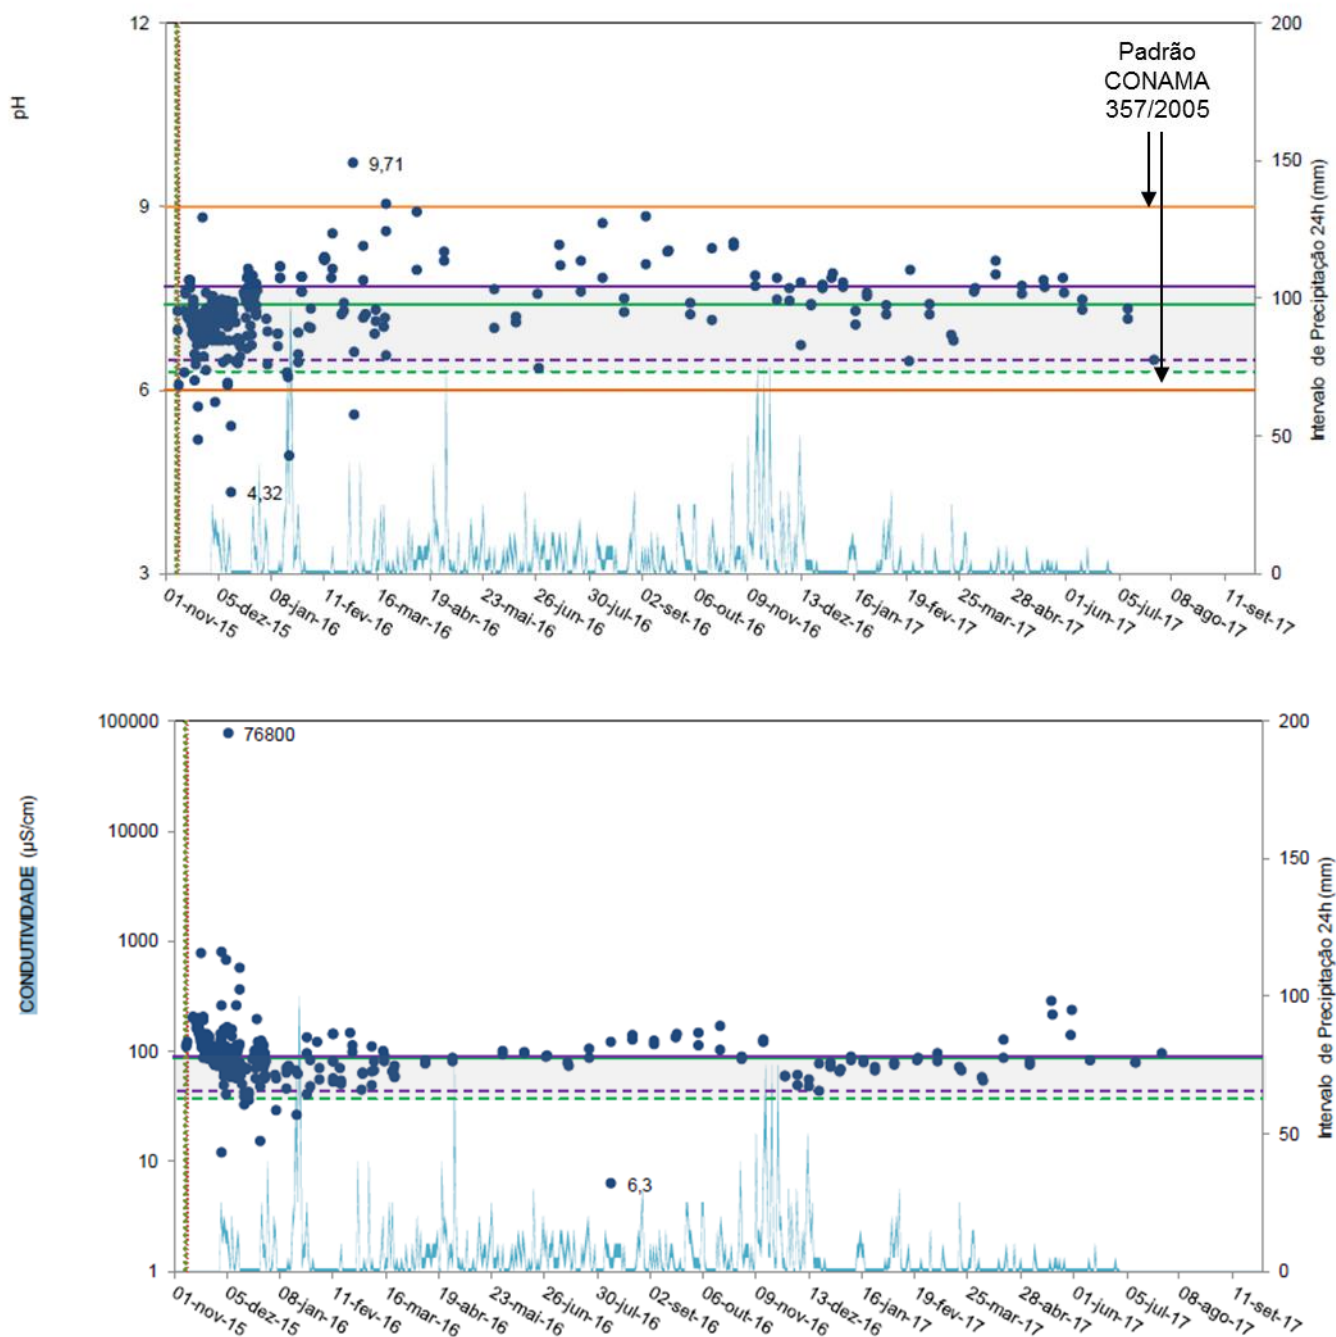 12
9
6
3
pH
200
150
100
50
0
Intervalo de Precipitação 24h (mm)
Padrão
CONAMA
357/2005
9,71
4,32
01-nov-15
05-dez-15
08-jan-16
11-fev-16
16-mar-16
19-abr-16
23-mai-16
26-jun-16
30-jul-16
02-set-16
06-out-16
09-nov-16
13-dez-16
16-jan-17
19-fev-17
25-mar-17
28-abr-17
01-jun-17
05-jul-17
08-ago-17
11-set-17
100000
10000
1000
100
10
1
CONDUTIVIDADE (µS/cm)
200
150
100
50
0
Intervalo de Precipitação 24h (mm)
76800
6,3
01-nov-15
05-dez-15
08-jan-16
11-fev-16
16-mar-16
19-abr-16
23-mai-16
26-jun-16
30-jul-16
02-set-16
06-out-16
09-nov-16
13-dez-16
16-jan-17
19-fev-17
25-mar-17
28-abr-17
01-jun-17
05-jul-17
08-ago-17
11-set-17